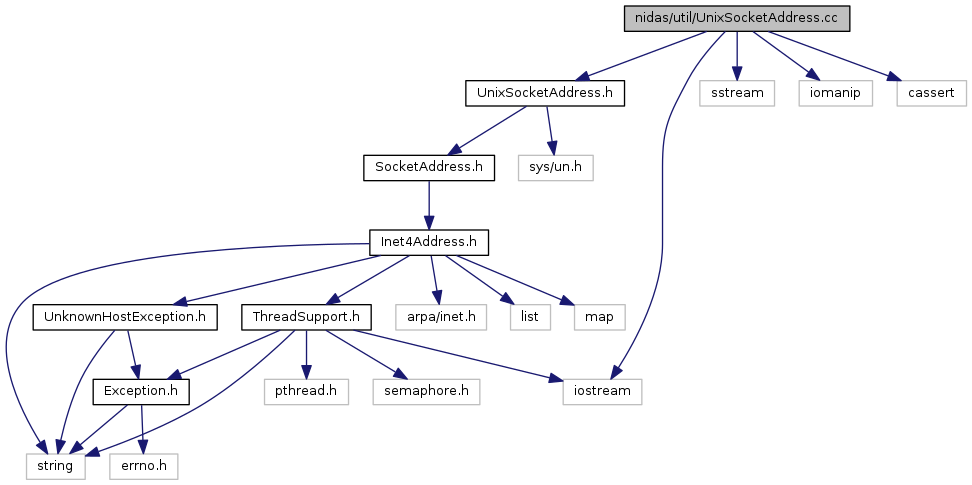 nidas/util/UnixSocketAddress.cc
UnixSocketAddress.h
sstream
iomanip
cassert
SocketAddress.h
sys/un.h
Inet4Address.h
UnknownHostException.h
ThreadSupport.h
arpa/inet.h
list
map
Exception.h
pthread.h
semaphore.h
iostream
string
errno.h